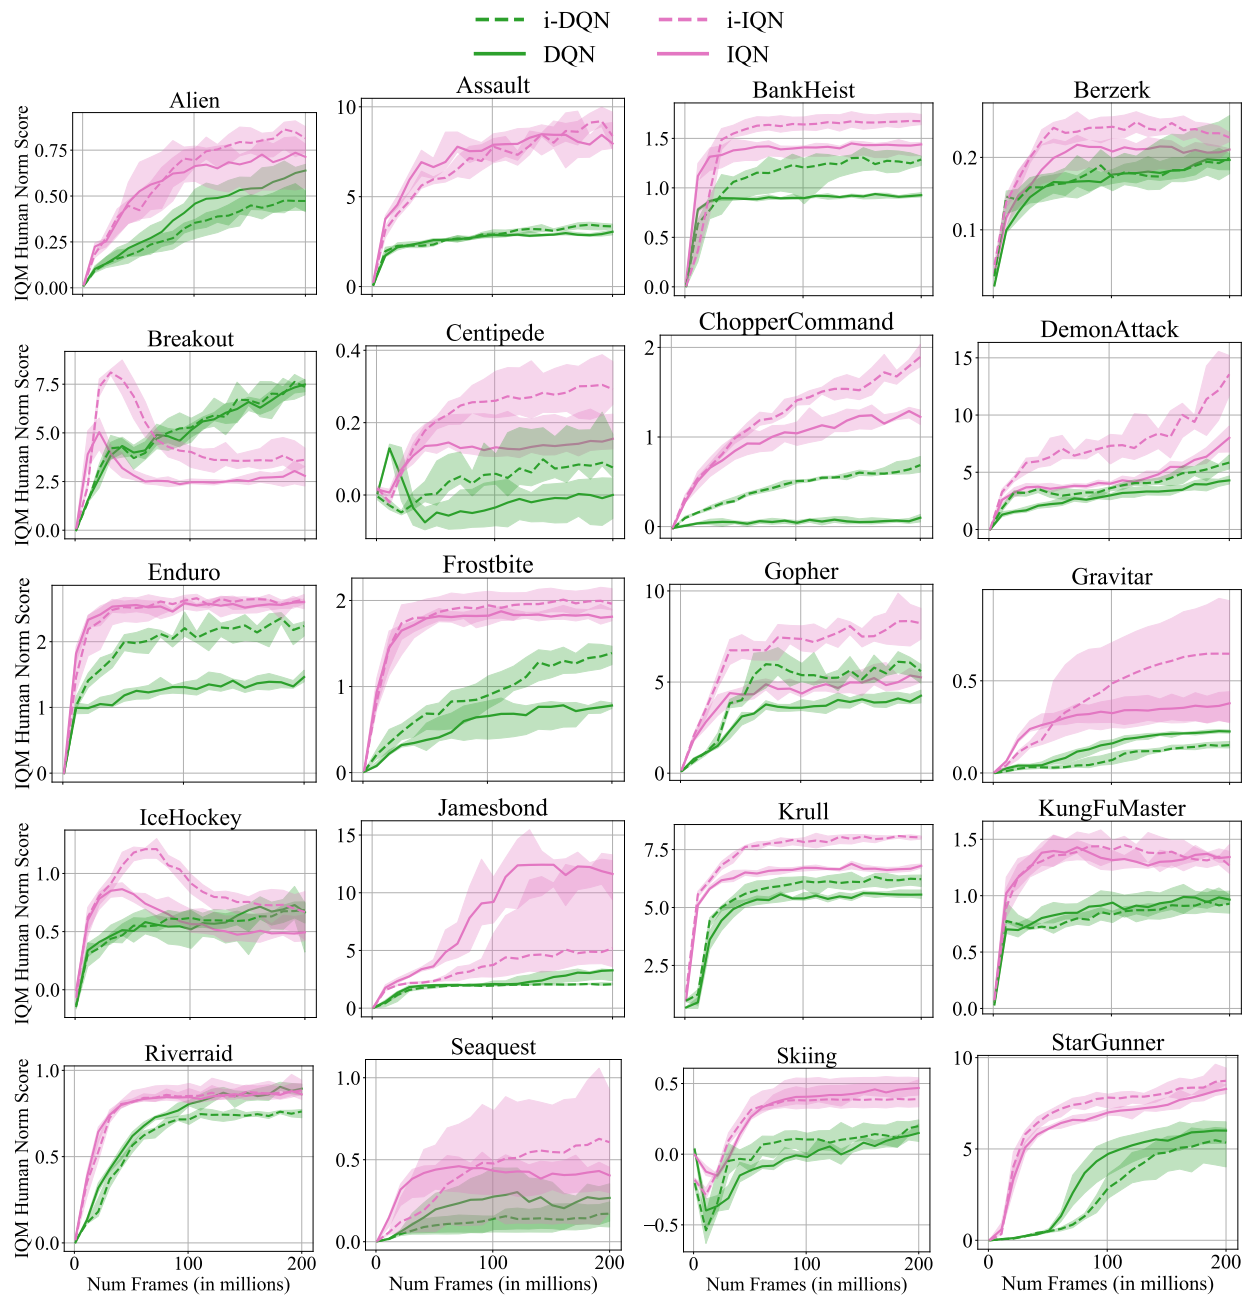 i-DQN
i-IQN
DQN
IQN
Alien
Assault
BankHeist
Berzerk
IQM Human Norm Score
0.75
0.50
0.25
0.00
10
5
0
1.5
1.0
0.5
0.0
0.2
0.1
Breakout
Centipede
ChopperCommand
DemonAttack
IQM Human Norm Score
7.5
5.0
2.5
0.0
0.4
0.2
0.0
2
1
0
15
10
5
0
Enduro
Frostbite
Gopher
Gravitar
IQM Human Norm Score
2
1
0
2
1
0
10
5
0
0.5
0.0
IceHockey
Jamesbond
Krull
KungFuMaster
IQM Human Norm Score
1.0
0.5
0.0
15
10
5
0
7.5
5.0
2.5
1.5
1.0
0.5
0.0
Riverraid
Seaquest
Skiing
StarGunner
IQM Human Norm Score
1.0
0.5
0.0
1.0
0.5
0.0
0.5
0.0
−0.5
10
5
0
0 100 200
0 100 200
0 100 200
0 100 200
Num Frames (in millions)
Num Frames (in millions)
Num Frames (in millions)
Num Frames (in millions)